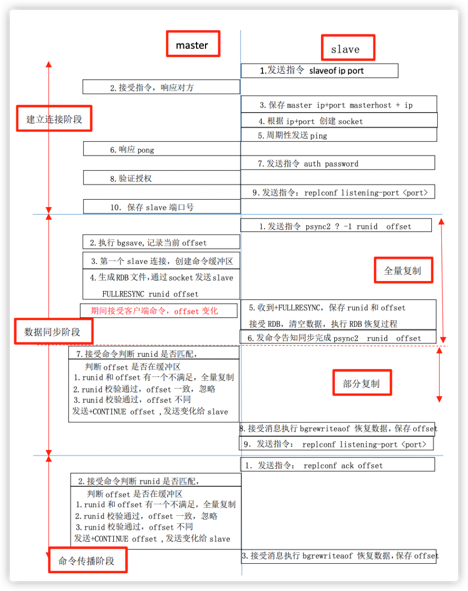 master
slave
1.发送指令 slaveof ip port
2.接受指令，响应对方
3.保存 master ip+port masterhost + ip
4.根据 ip+port 创建 socket
建立连接阶段
5.周期性发送 ping
6.响应 pong
7.发送指令 auth password
8.验证授权
9.发送指令：replconf listening-port <port>
10. 保存 slave 端口号
1.发送指令 psync2 ? -1 runid offset
2.执行 bgsave,记录当前 offset
3.第一个 slave 连接，创建命令缓冲区
4.生成 RDB 文件，通过 socket 发送 slave
FULLRESYNC runid offset
全量复制
期间接受客户端命令，offset 变化
5.收到+FULLRESYNC，保存 runid 和 offset
接受 RDB，清空数据，执行 RDB 恢复过程
数据同步阶段
6.发命令告知同步完成 psync2 runid offset
7.接受命令判断 runid 是否匹配，
判断 offset 是否在缓冲区
1.runid 和 offset 有一个不满足，全量复制
2.runid 校验通过，offset 一致，忽略
3.runid 校验通过，offset 不同
发送+CONTINUE offset ,发送变化给 slave
部分复制
8.接受消息执行 bgrewriteaof 恢复数据，保存 offset
9. 发送指令： replconf listening-port <port>
1. 发送指令： replconf ack offset
2.接受命令判断 runid 是否匹配，
判断 offset 是否在缓冲区
1.runid 和 offset 有一个不满足，全量复制
2.runid 校验通过，offset 一致，忽略
3.runid 校验通过，offset 不同
发送+CONTINUE offset ,发送变化给 slave
3.接受消息执行 bgrewriteaof 恢复数据，保存 offset
命令传播阶段